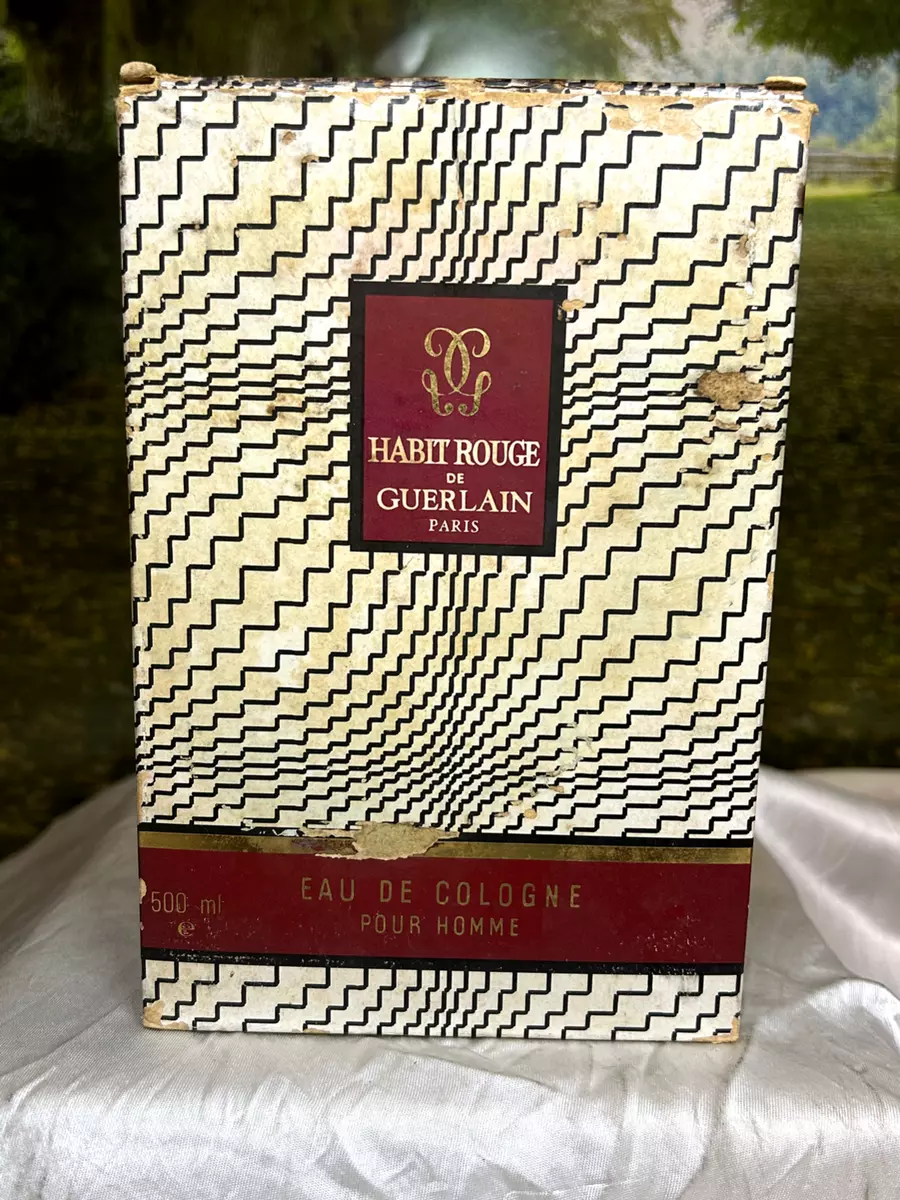 HABIT ROUGE
DE
GUERLAIN
PARIS
EAU DE COLOGNE
500 ml
POUR HOMME
e